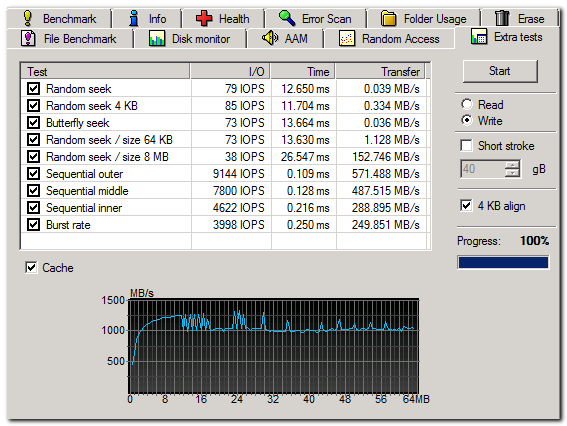 Benchmark Info Health Error Scan Folder Usage Erase
File Benchmark Disk monitor AAM Random Access Extra tests
Test I/O Time Transfer
Random seek 79 IOPS 12.650 ms 0.039 MB/s
Random seek 4 KB 85 IOPS 11.704 ms 0.334 MB/s
Butterfly seek 73 IOPS 13.664 ms 0.036 MB/s
Random seek / size 64 KB 73 IOPS 13.630 ms 1.128 MB/s
Random seek / size 8 MB 38 IOPS 26.547 ms 152.746 MB/s
Sequential outer 9144 IOPS 0.109 ms 571.488 MB/s
Sequential middle 7800 IOPS 0.128 ms 487.515 MB/s
Sequential inner 4622 IOPS 0.216 ms 288.895 MB/s
Burst rate 3998 IOPS 0.250 ms 249.851 MB/s
Start
Read
Write
Short stroke
40 gB
4 KB align
Progress: 100%
Cache
MB/s
1500
1000
500
0 8 16 24 32 40 48 56 64MB